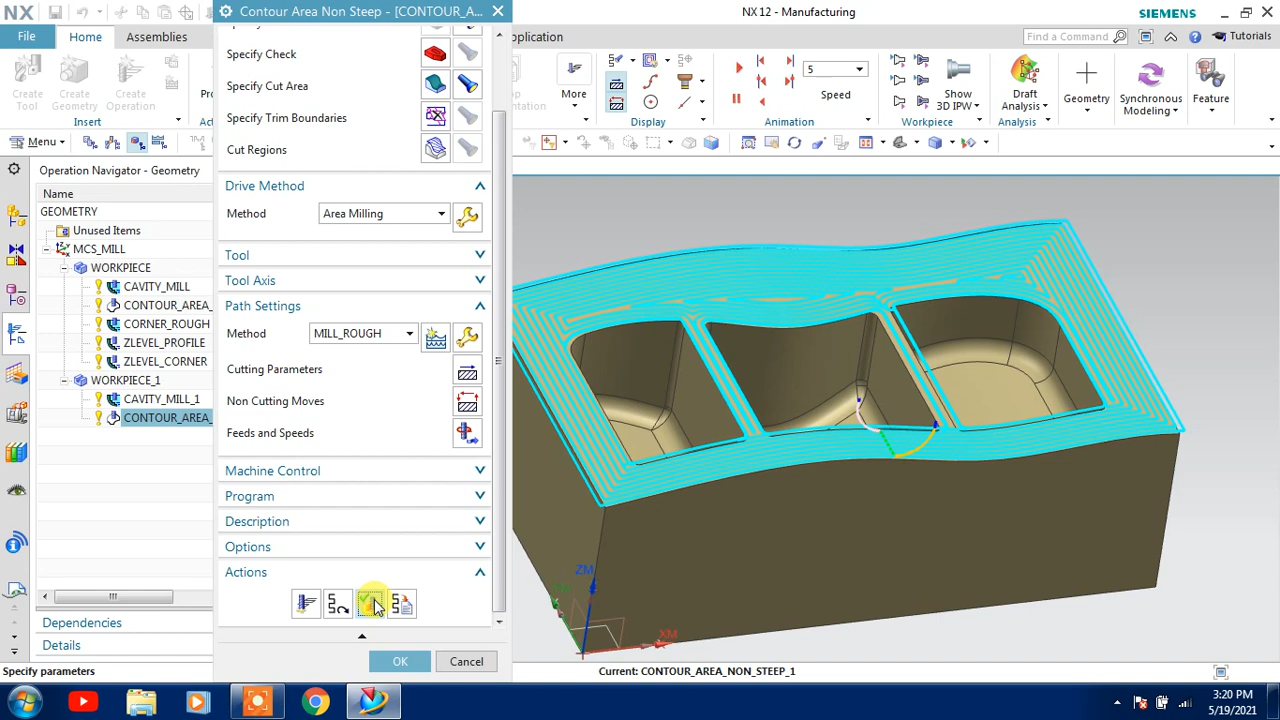 NX
Contour Area Non Steep - [CONTOUR_A...
NX 12 - Manufacturing
SIEMENS
File
Home
Assemblies
pplication
Find a Command
Tutorials
Create
Tool
Create
Geometry
Create
Operation
Insert
More
Display
5
Speed
Animation
Show
3D IPW
Workpiece
Draft
Analysis
Analysis
Geometry
Synchronous
Modeling
Feature
Menu
Operation Navigator - Geometry
Name
GEOMETRY
Unused Items
MCS_MILL
WORKPIECE
CAVITY_MILL
CONTOUR_AREA_
CORNER_ROUGH
ZLEVEL_PROFILE
ZLEVEL_CORNER
WORKPIECE_1
CAVITY_MILL_1
CONTOUR_AREA_
Dependencies
Details
Specify parameters
Specify Check
Specify Cut Area
Specify Trim Boundaries
Cut Regions
Drive Method
Method
Area Milling
Tool
Tool Axis
Path Settings
Method
MILL_ROUGH
Cutting Parameters
Non Cutting Moves
Feeds and Speeds
Machine Control
Program
Description
Options
Actions
OK
Cancel
ZM
XM
Current: CONTOUR_AREA_NON_STEEP_1
3:20 PM
5/19/2021